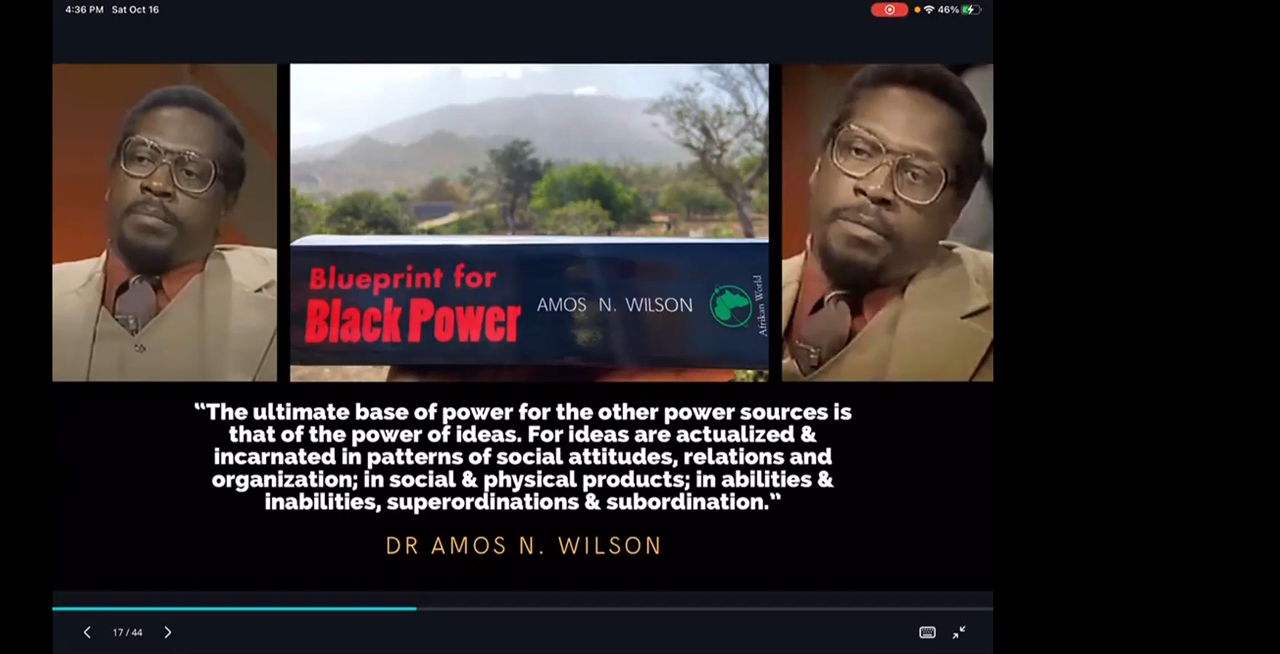 4:36 PM Sat Oct 16
46%
Blueprint for
Black Power
AMOS N. WILSON
Afrikan World
“The ultimate base of power for the other power sources is
that of the power of ideas. For ideas are actualized &
incarnated in patterns of social attitudes, relations and
organization; in social & physical products; in abilities &
inabilities, superordinations & subordination.”
DR AMOS N. WILSON
17 / 44